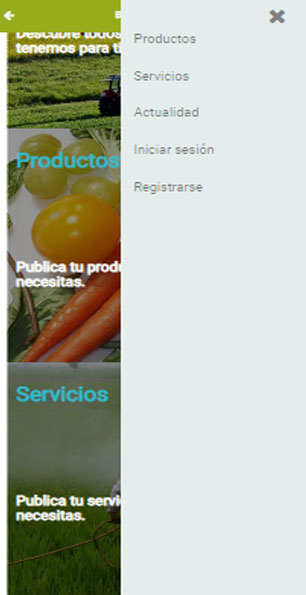 Descubre todos
tenemos para ti
Productos
Publica tu produ
necesitas.
Servicios
Publica tu servi
necesitas.
Productos
Servicios
Actualidad
Iniciar sesión
Registrarse